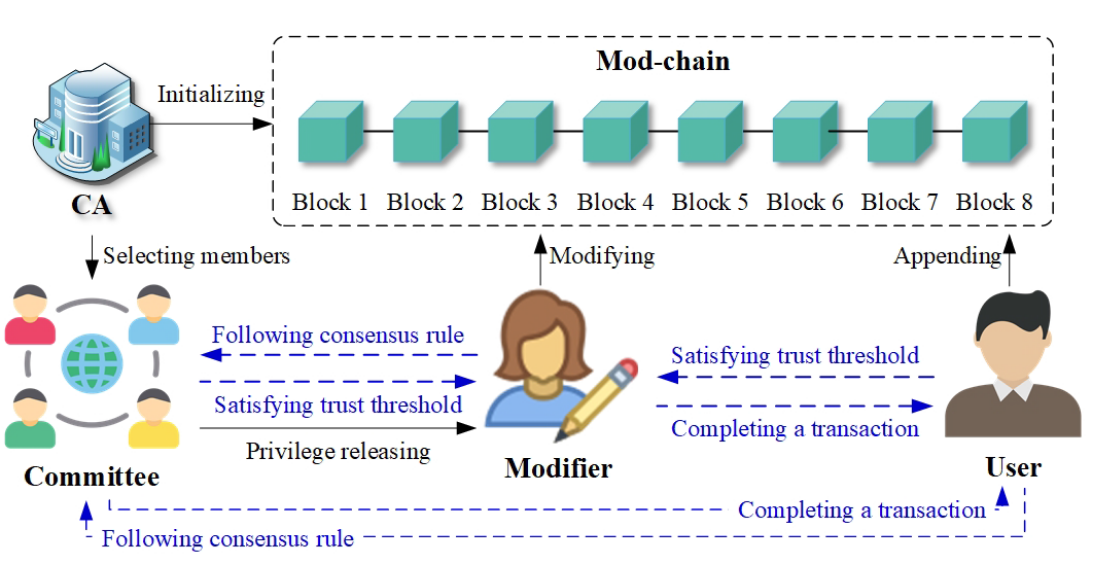 Mod-chain
Initializing
CA
Block 1 Block 2 Block 3 Block 4 Block 5 Block 6 Block 7 Block 8
Selecting members
Modifying
Appending
Following consensus rule
Satisfying trust threshold
Satisfying trust threshold
Completing a transaction
Privilege releasing
Committee
Modifier
User
Completing a transaction
Following consensus rule